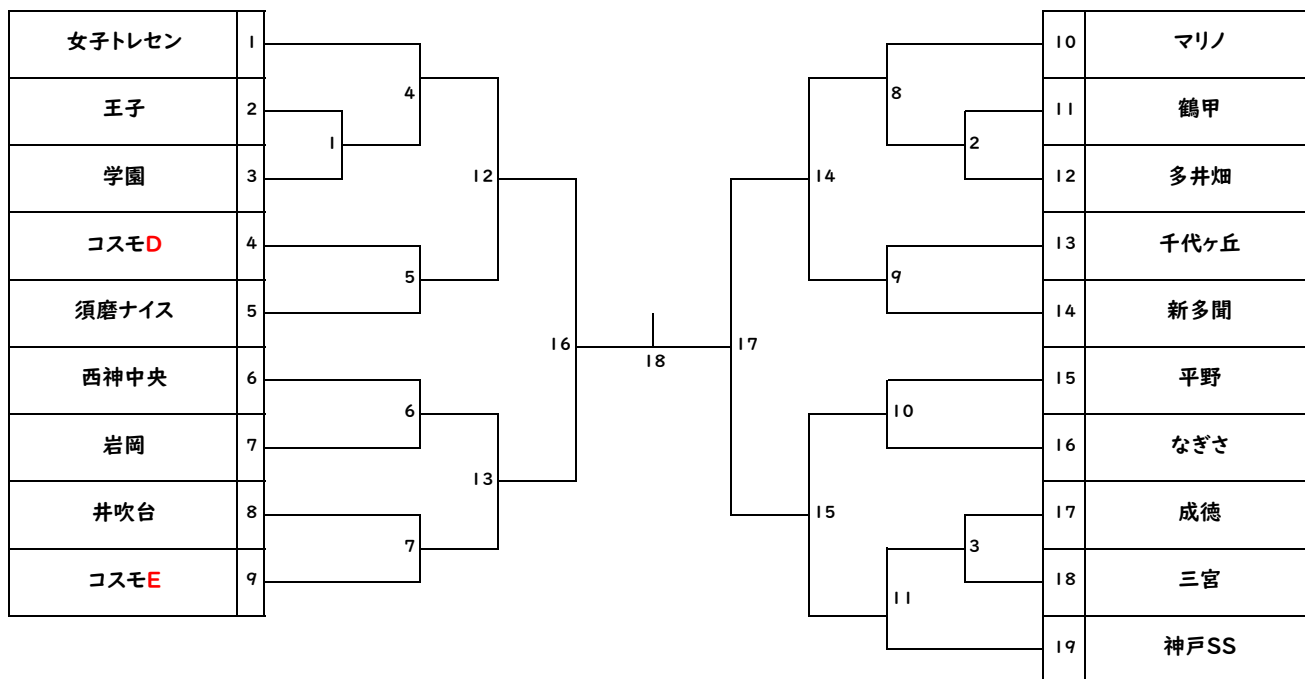 女子トレセン 1
王子 2
学園 3
コスモD 4
須磨ナイス 5
西神中央 6
岩岡 7
井吹台 8
コスモE 9
1
4
5
6
7
12
13
16
18
17
14
15
8
2
9
10
3
11
10 マリノ
11 鶴甲
12 多井畑
13 千代ヶ丘
14 新多聞
15 平野
16 なぎさ
17 成徳
18 三宮
19 神戸SS